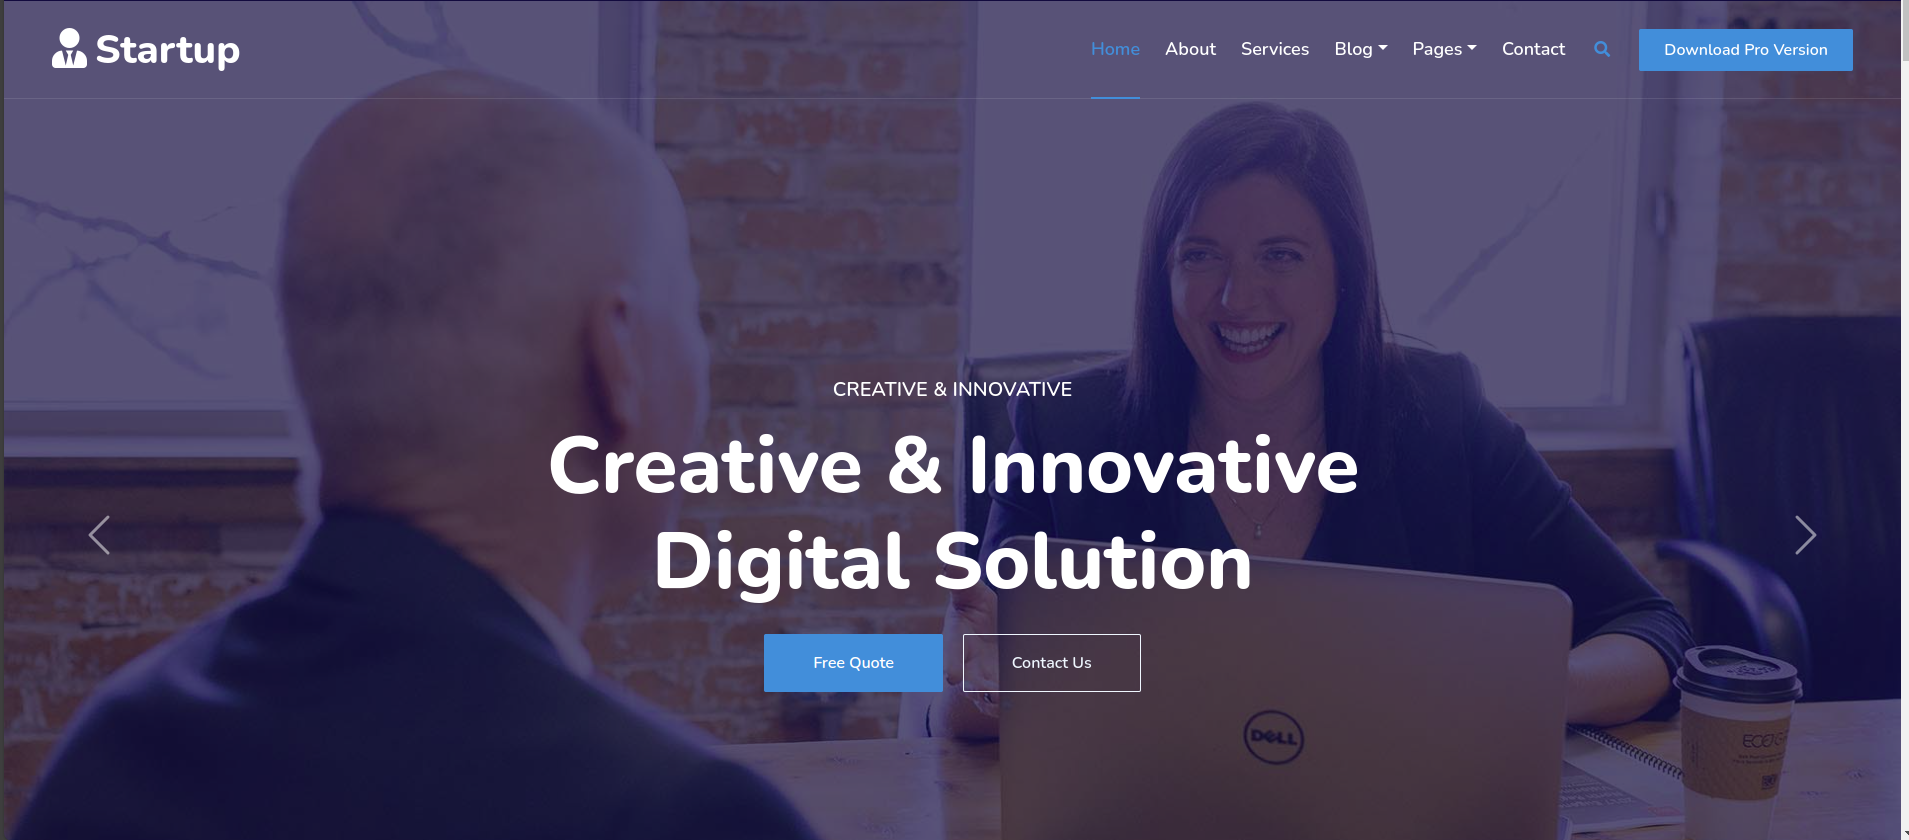 Startup
Home About Services Blog Pages Contact Download Pro Version
CREATIVE & INNOVATIVE
Creative & Innovative
Digital Solution
Free Quote Contact Us
DELL